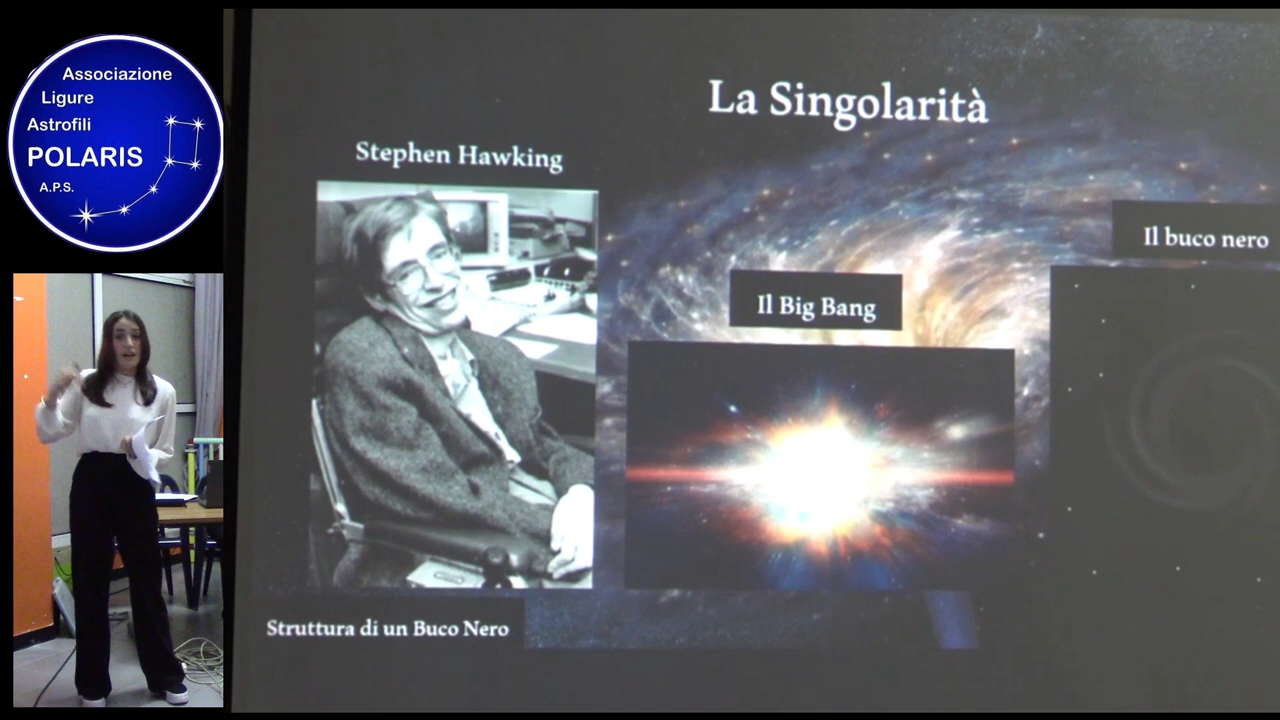 Associazione
Ligure
Astrofili
POLARIS
A.P.S.
La Singolarità
Stephen Hawking
Il buco nero
Il Big Bang
Struttura di un Buco Nero